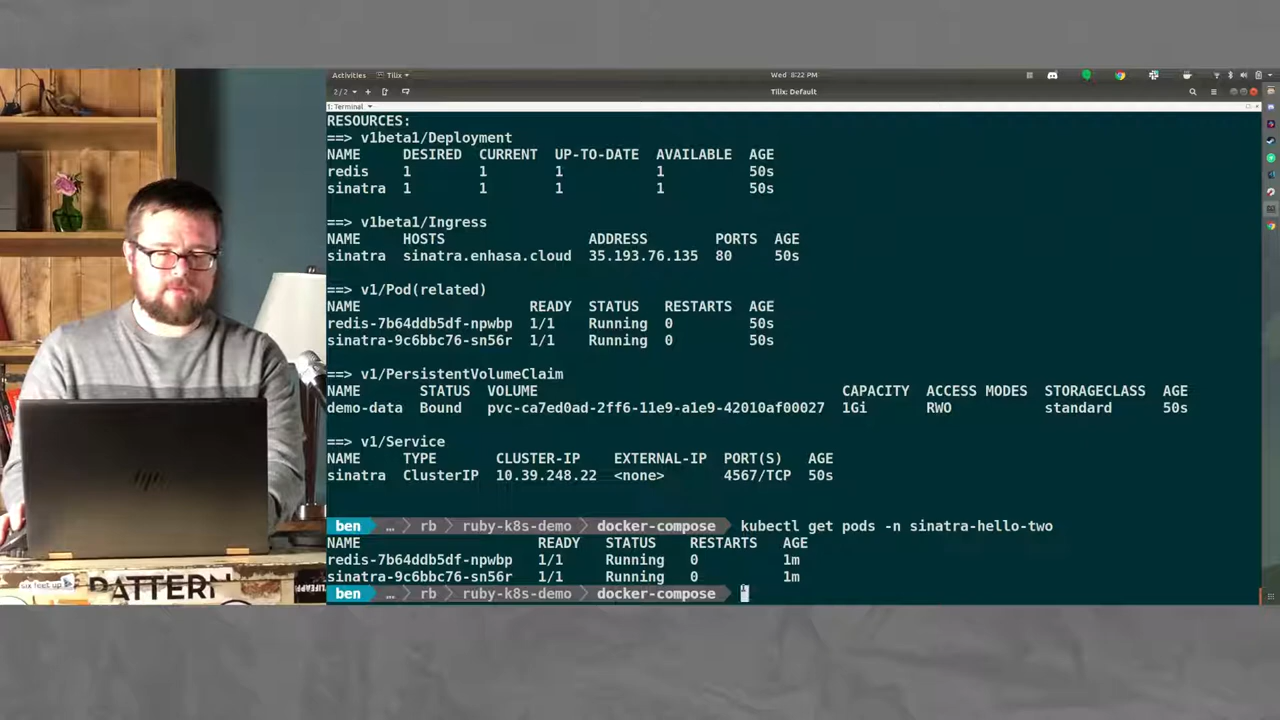 Activities Tilix
Wed 8:22 PM
2/2
Tilix: Default
1: Terminal
RESOURCES:
==> v1beta1/Deployment
NAME DESIRED CURRENT UP-TO-DATE AVAILABLE AGE
redis 1 1 1 1 50s
sinatra 1 1 1 1 50s
==> v1beta1/Ingress
NAME HOSTS ADDRESS PORTS AGE
sinatra sinatra.enhasa.cloud 35.193.76.135 80 50s
==> v1/Pod(related)
NAME READY STATUS RESTARTS AGE
redis-7b64ddb5df-npwbp 1/1 Running 0 50s
sinatra-9c6bbc76-sn56r 1/1 Running 0 50s
==> v1/PersistentVolumeClaim
NAME STATUS VOLUME CAPACITY ACCESS MODES STORAGECLASS AGE
demo-data Bound pvc-ca7ed0ad-2ff6-11e9-a1e9-42010af00027 1Gi RWO standard 50s
==> v1/Service
NAME TYPE CLUSTER-IP EXTERNAL-IP PORT(S) AGE
sinatra ClusterIP 10.39.248.22 <none> 4567/TCP 50s
ben … rb ruby-k8s-demo docker-compose kubectl get pods -n sinatra-hello-two
NAME READY STATUS RESTARTS AGE
redis-7b64ddb5df-npwbp 1/1 Running 0 1m
sinatra-9c6bbc76-sn56r 1/1 Running 0 1m
ben … rb ruby-k8s-demo docker-compose
hp
six feet up
PATTERN